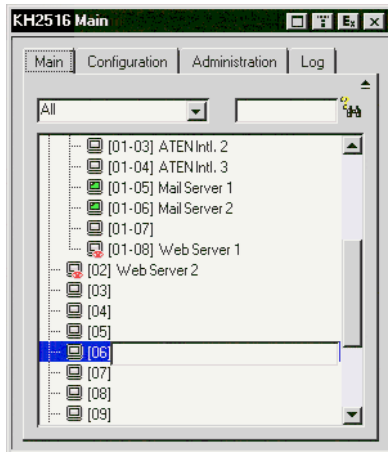 KH2516 Main
Ex
Main Configuration Administration Log
All
[01-03] ATEN Intl. 2
[01-04] ATEN Intl. 3
[01-05] Mail Server 1
[01-06] Mail Server 2
[01-07]
[01-08] Web Server 1
[02] Web Server 2
[03]
[04]
[05]
[06]
[07]
[08]
[09]